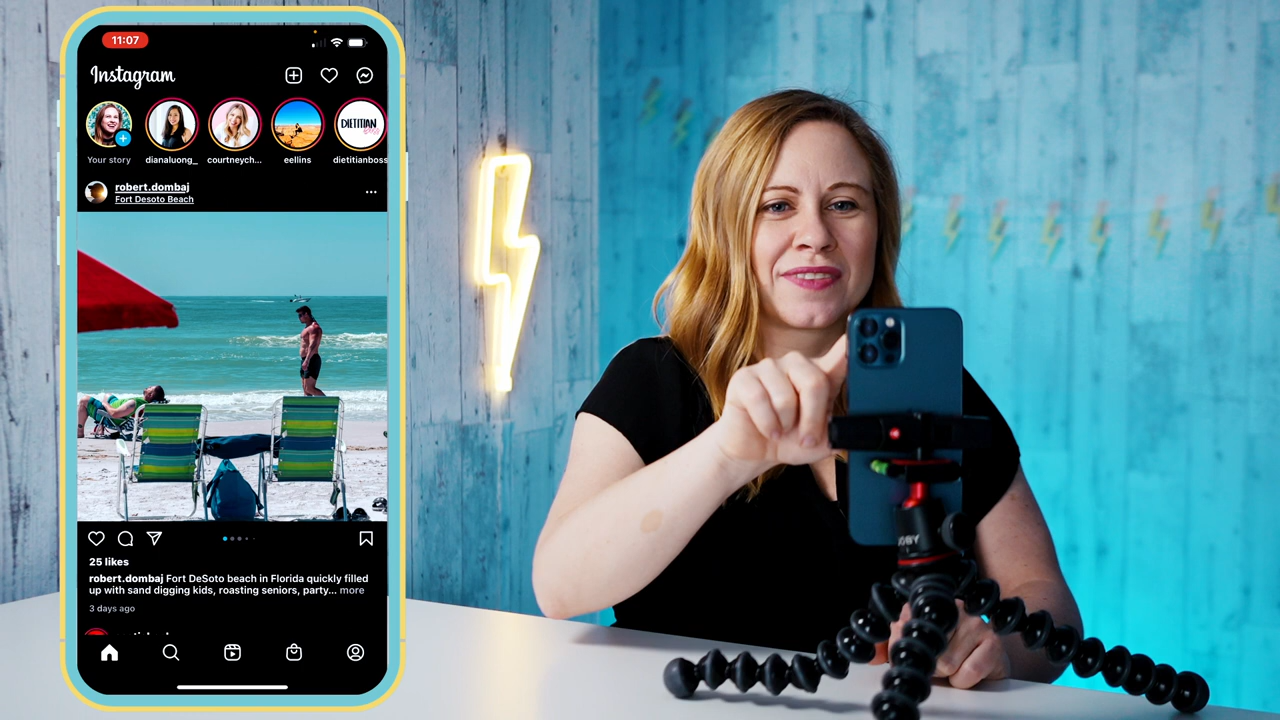 11:07
Instagram
Your story
dianaluong_
courtneych...
eellins
DIETITIAN
dietitianboss
robert.dombaj
Fort Desoto Beach
25 likes
robert.dombaj Fort DeSoto beach in Florida quickly filled
up with sand digging kids, roasting seniors, party... more
3 days ago
JOBY